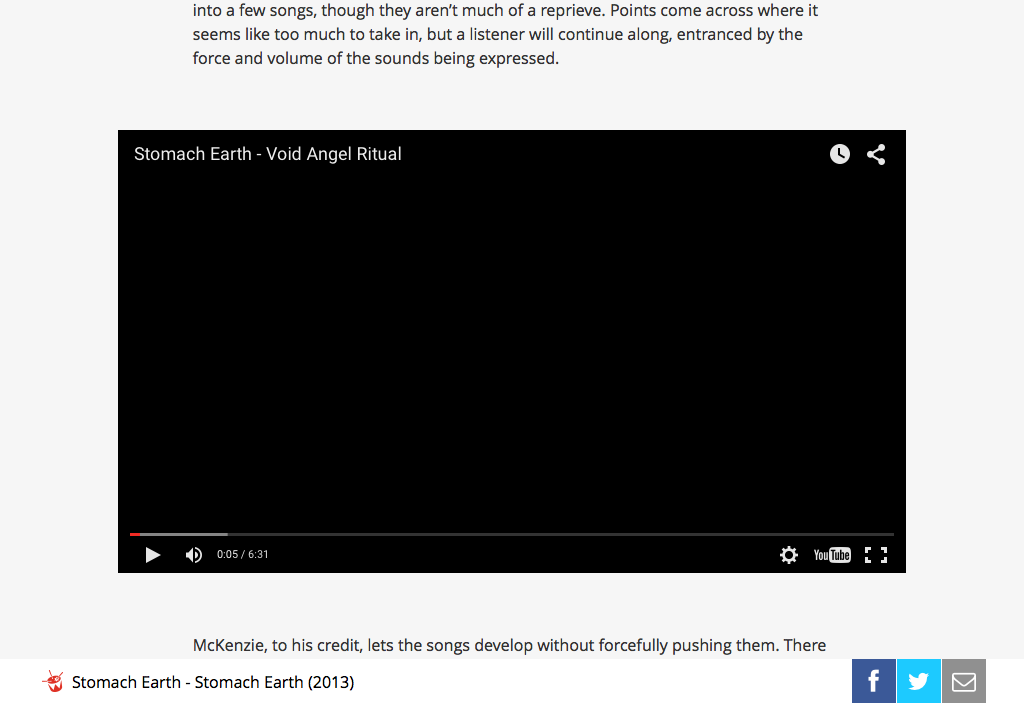 into a few songs, though they aren’t much of a reprieve. Points come across where it
seems like too much to take in, but a listener will continue along, entranced by the
force and volume of the sounds being expressed.
Stomach Earth - Void Angel Ritual
0:05 / 6:31
YouTube
McKenzie, to his credit, lets the songs develop without forcefully pushing them. There
Stomach Earth - Stomach Earth (2013)